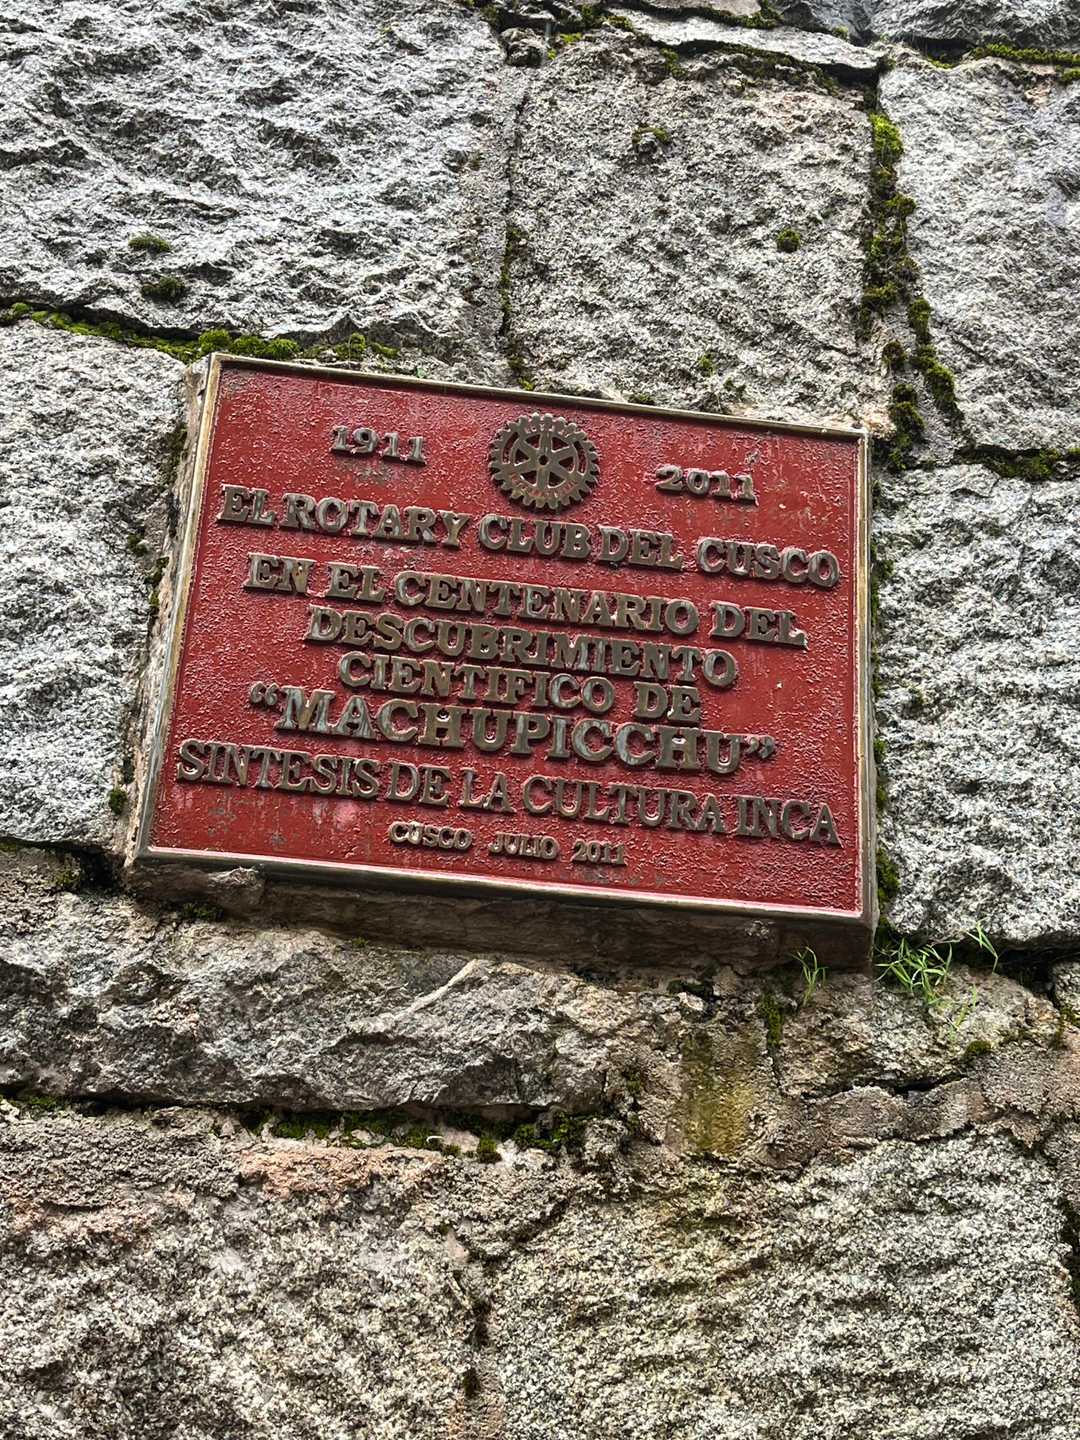 1911 2011
EL ROTARY CLUB DEL CUSCO
EN EL CENTENARIO DEL
DESCUBRIMIENTO
CIENTIFICO DE
“MACHUPICCHU”
SINTESIS DE LA CULTURA INCA
CUSCO JULIO 2011